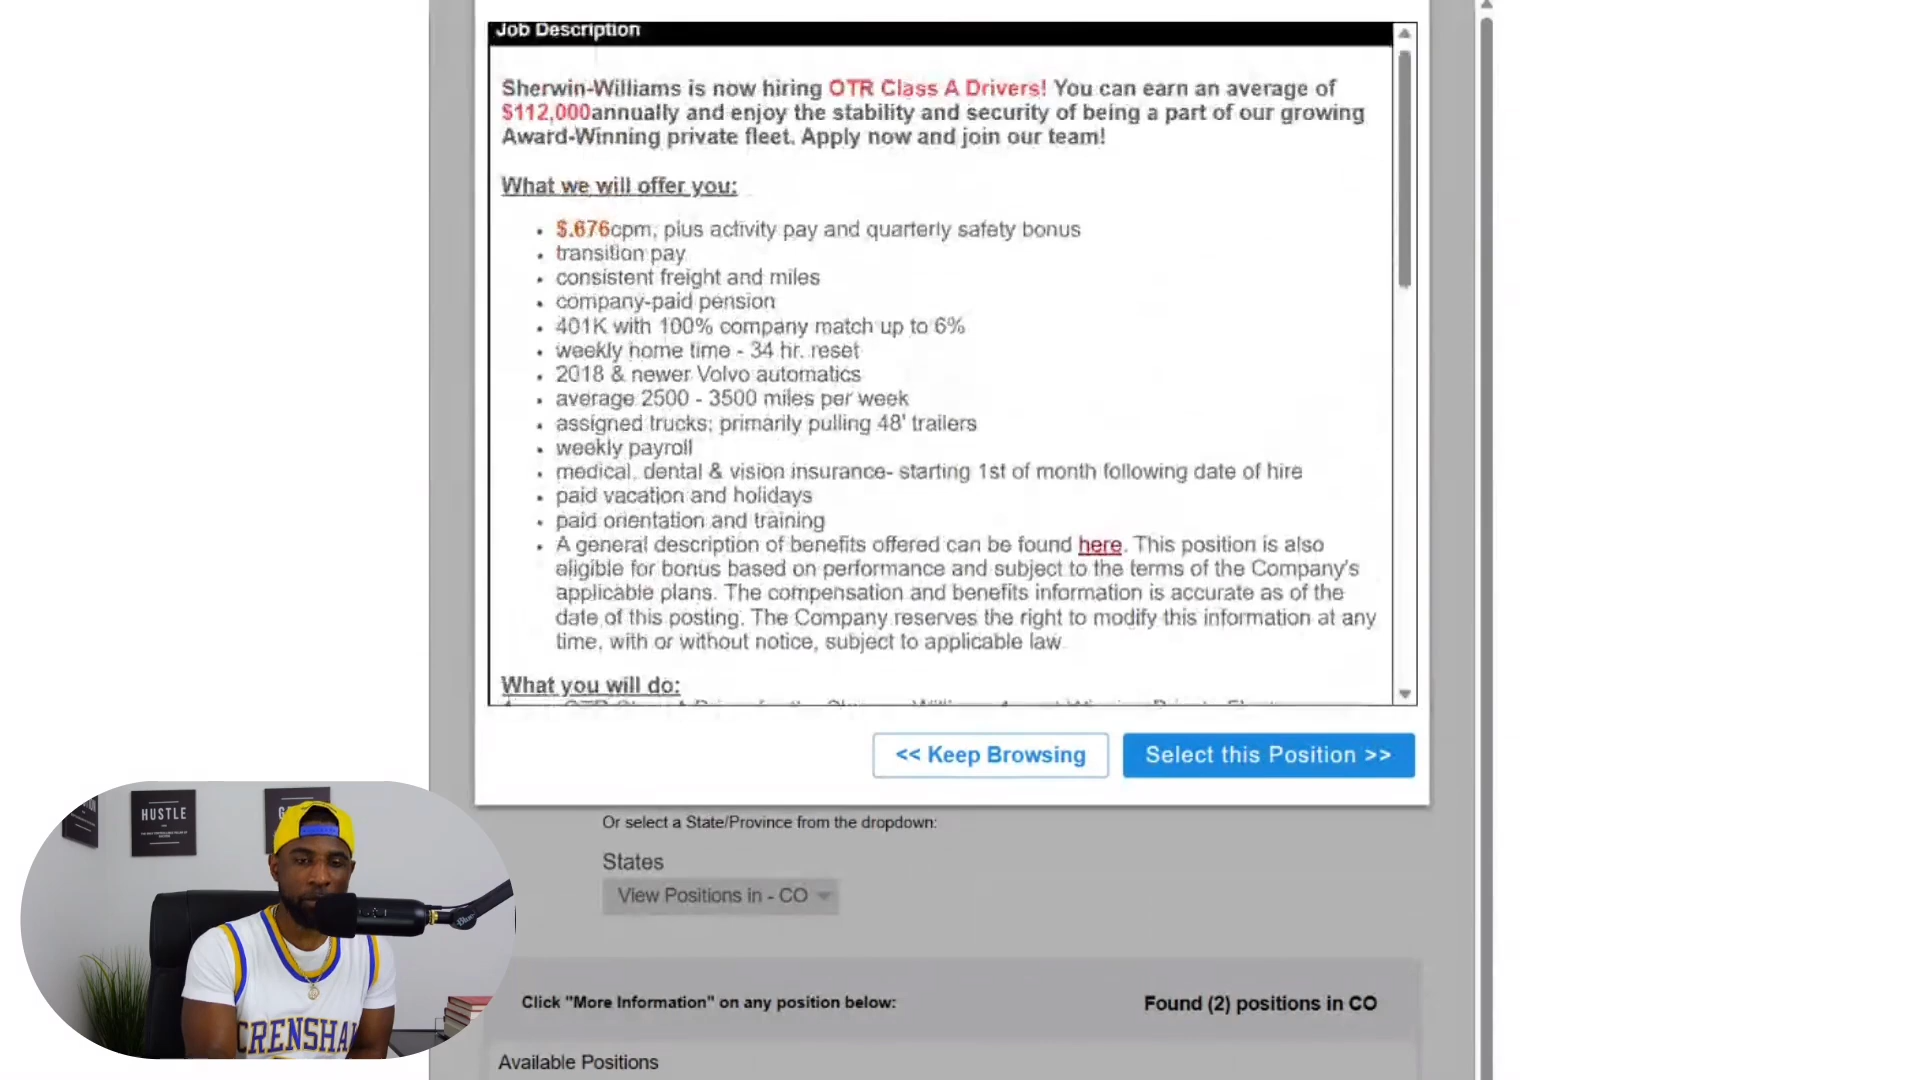 Job Description
Sherwin-Williams is now hiring OTR Class A Drivers! You can earn an average of
$112,000annually and enjoy the stability and security of being a part of our growing
Award-Winning private fleet. Apply now and join our team!
What we will offer you:
$.676cpm, plus activity pay and quarterly safety bonus
transition pay
consistent freight and miles
company-paid pension
401K with 100% company match up to 6%
weekly home time - 34 hr. reset
2018 & newer Volvo automatics
average 2500 - 3500 miles per week
assigned trucks; primarily pulling 48' trailers
weekly payroll
medical, dental & vision insurance- starting 1st of month following date of hire
paid vacation and holidays
paid orientation and training
A general description of benefits offered can be found here. This position is also
eligible for bonus based on performance and subject to the terms of the Company's
applicable plans. The compensation and benefits information is accurate as of the
date of this posting. The Company reserves the right to modify this information at any
time, with or without notice, subject to applicable law
What you will do:
<< Keep Browsing
Select this Position >>
Or select a State/Province from the dropdown:
States
View Positions in - CO
Click "More Information" on any position below:
Found (2) positions in CO
Available Positions
HUSTLE
CRENSHA